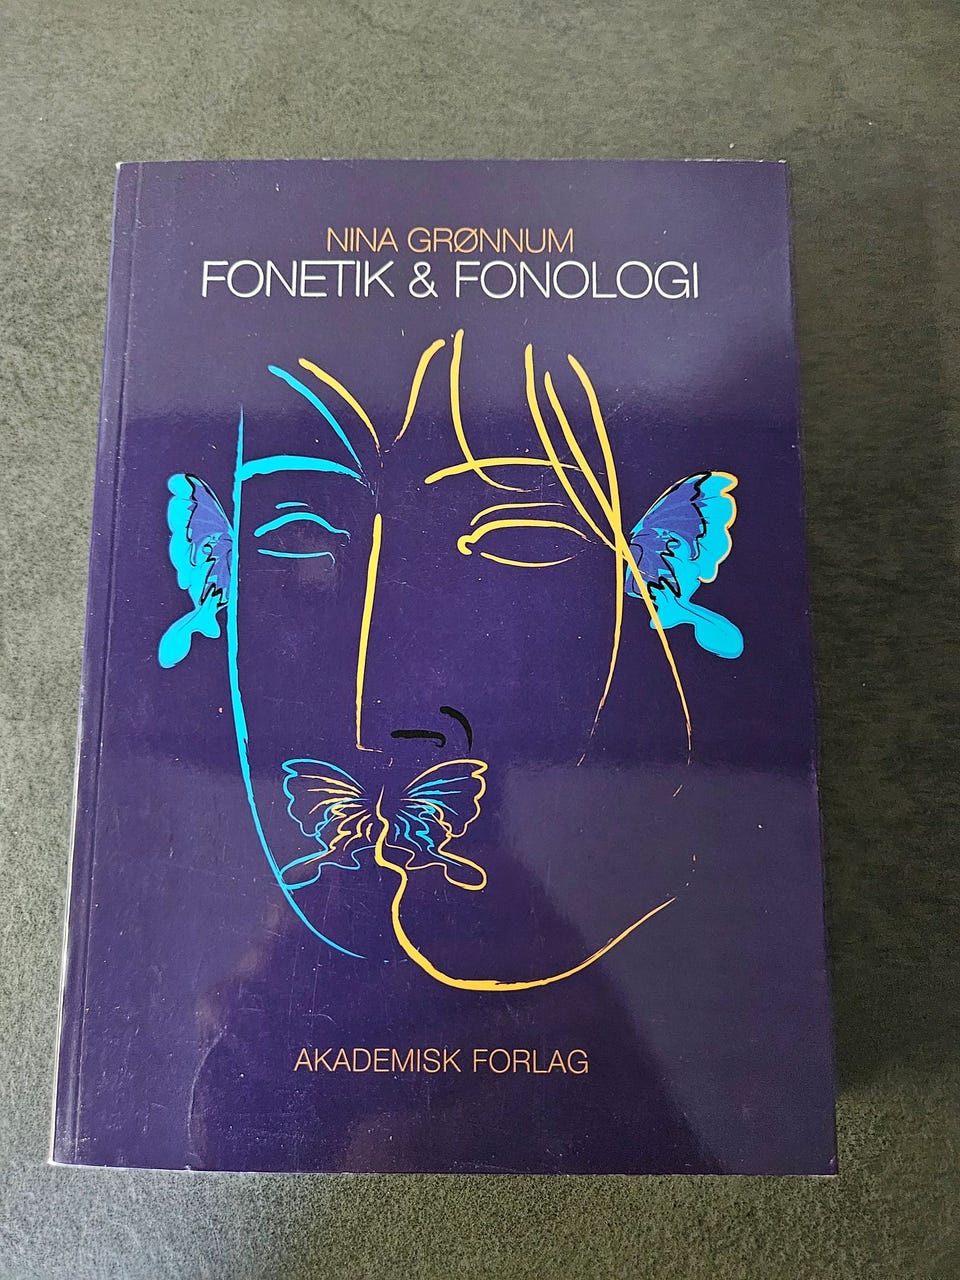 NINA GRØNNUM
FONETIK & FONOLOGI
AKADEMISK FORLAG